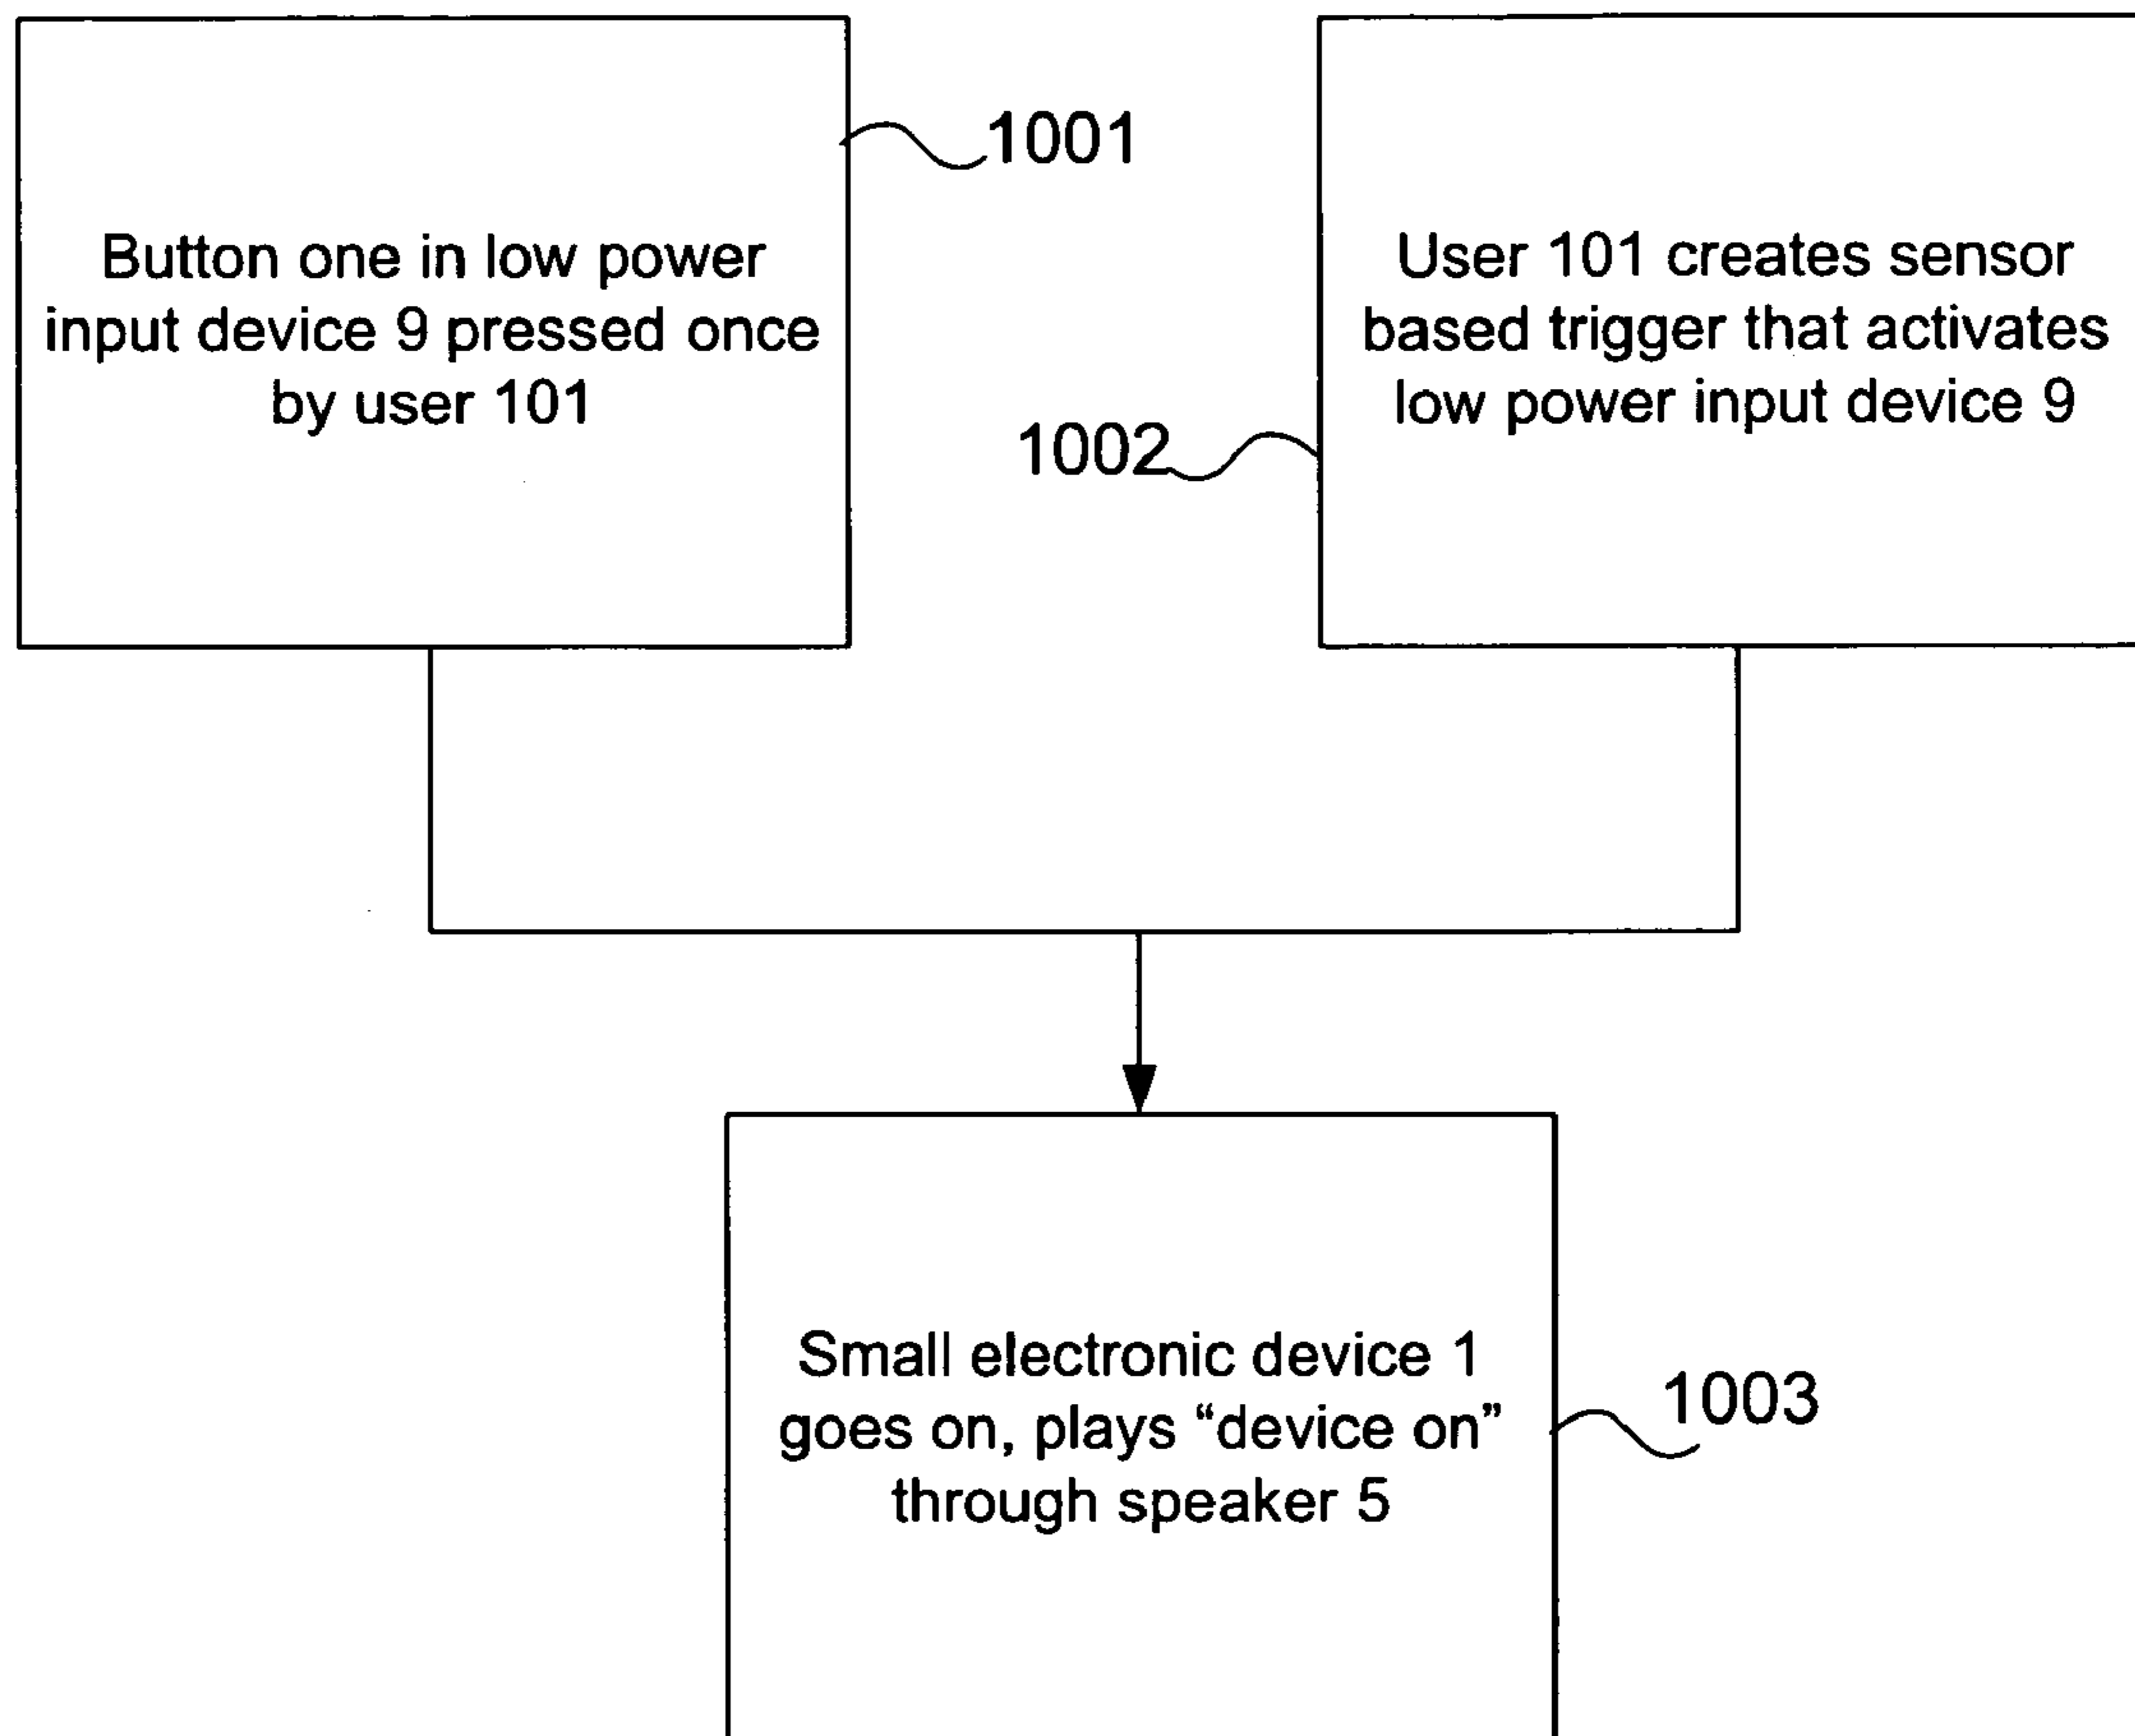 Button one in low power
input device 9 pressed once
by user 101
1001
User 101 creates sensor
based trigger that activates
low power input device 9
1002
Small electronic device 1
goes on, plays “device on”
through speaker 5
1003